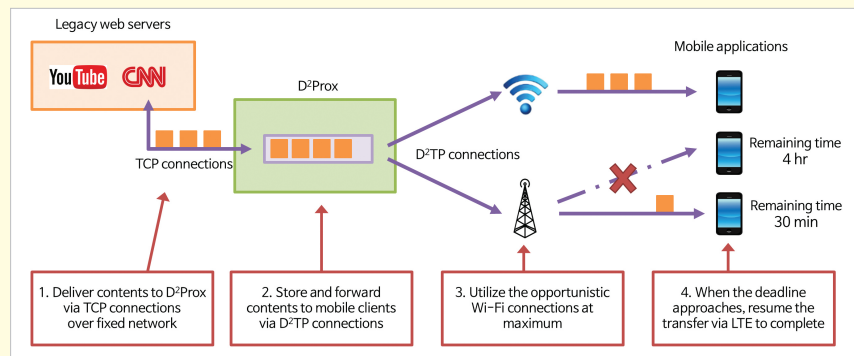 Legacy web servers
YouTube
CNN
D²Prox
Mobile applications
TCP connections
D²TP connections
Remaining time
4 hr
Remaining time
30 min
1. Deliver contents to D²Prox
via TCP connections
over fixed network
2. Store and forward
contents to mobile clients
via D²TP connections
3. Utilize the opportunistic
Wi-Fi connections at
maximum
4. When the deadline
approaches, resume the
transfer via LTE to complete